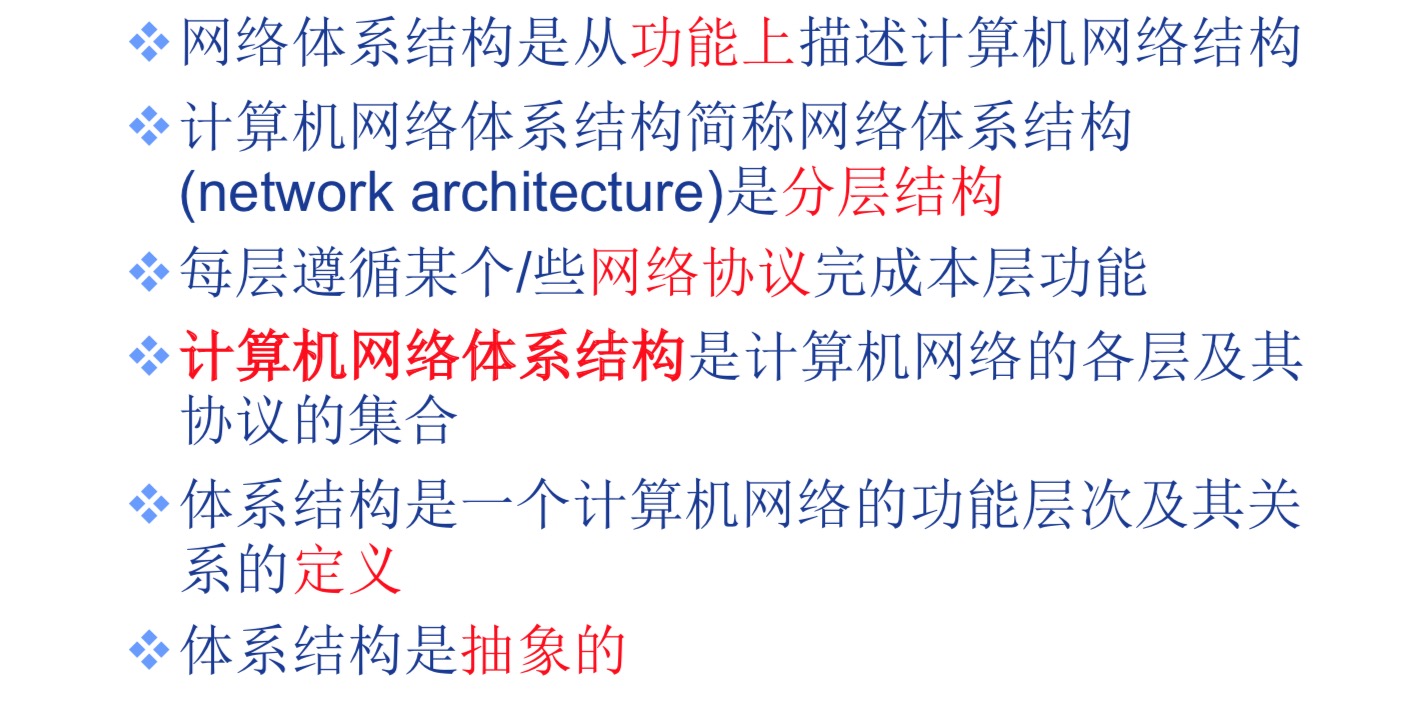 ❖网络体系结构是从功能上描述计算机网络结构
❖计算机网络体系结构简称网络体系结构
(network architecture)是分层结构
❖每层遵循某个/些网络协议完成本层功能
❖计算机网络体系结构是计算机网络的各层及其
协议的集合
❖体系结构是一个计算机网络的功能层次及其关
系的定义
❖体系结构是抽象的